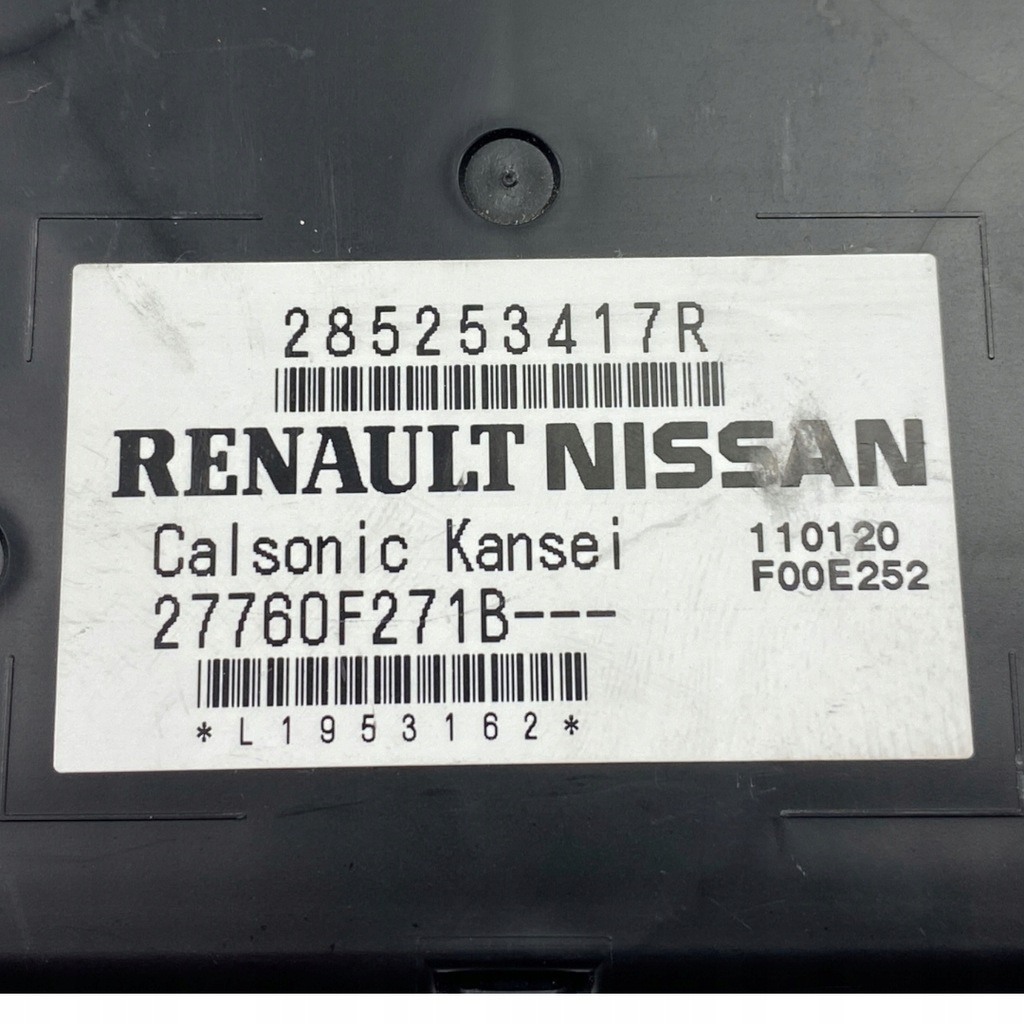 285253417R
RENAULT NISSAN
Calsonic Kansei
110120
F00E252
27760F271B---
*L1953162*